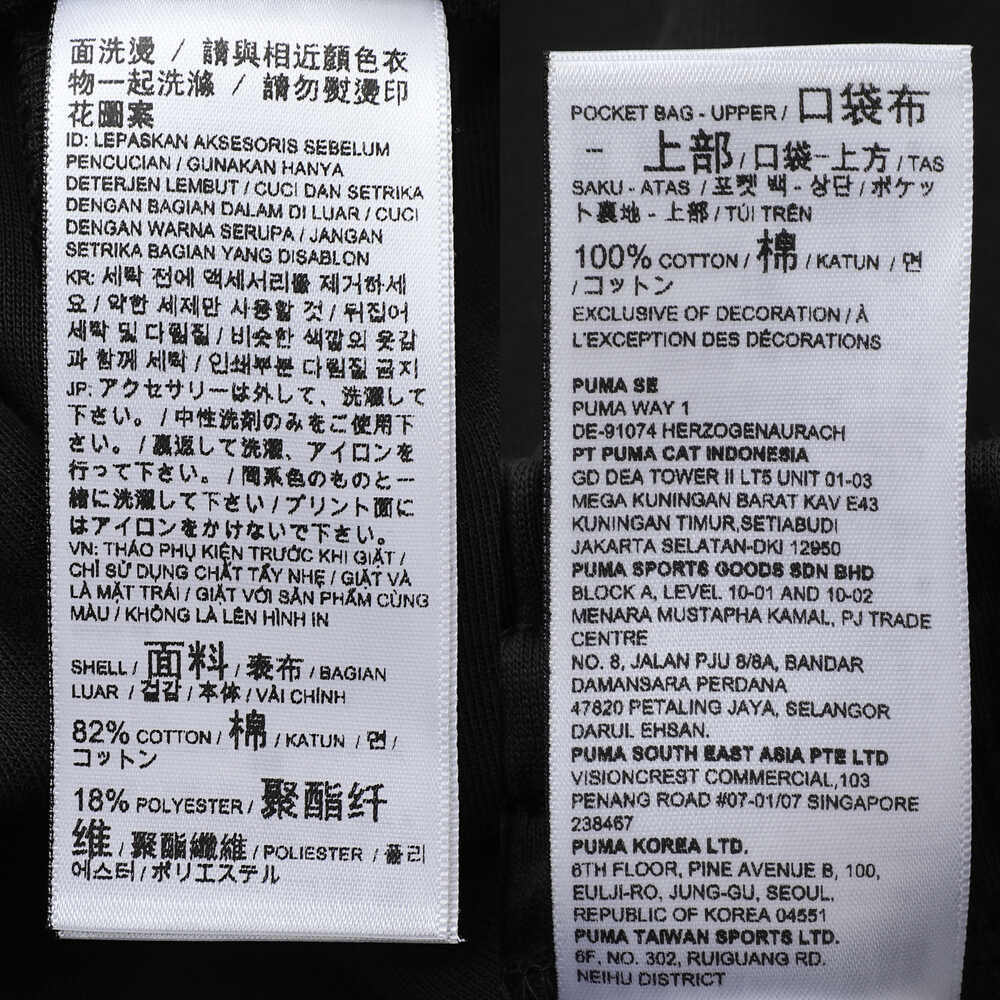 面洗燙 / 請與相近顏色衣
物一起洗滌 / 請勿熨燙印
花圖案
ID: LEPASKAN AKSESORIS SEBELUM
PENCUCIAN / GUNAKAN HANYA
DETERJEN LEMBUT / CUCI DAN SETRIKA
DENGAN BAGIAN DALAM DI LUAR / CUCI
DENGAN WARNA SERUPA / JANGAN
SETRIKA BAGIAN YANG DISABLON
KR: 세탁 전에 액세서리를 제거하세
요 / 약한 세제만 사용할 것 / 뒤집어
세탁 및 다림질 / 비슷한 색깔의 옷감
과 함께 세탁 / 인쇄부분 다림질 금지
JP: アクセサリーは外して、洗濯して
下さい。 / 中性洗剤のみをご使用下
さい。 / 裏返して洗濯、アイロンを
行って下さい。 / 同系色のものと一
緒に洗濯して下さい / プリント面に
はアイロンをかけないで下さい。
VN: THÁO PHỤ KIỆN TRƯỚC KHI GIẶT /
CHỈ SỬ DỤNG CHẤT TẨY NHẸ / GIẶT VÀ
LÀ MẶT TRÁI / GIẶT VỚI SẢN PHẨM CÙNG
MÀU / KHÔNG LÀ LÊN HÌNH IN
SHELL / 面料 / 表布 / BAGIAN
LUAR / 겉감 / 本体 / VẢI CHÍNH
82% COTTON / 棉 / KATUN / 면 /
コットン
18% POLYESTER / 聚酯纤
维 / 聚酯纖維 / POLIESTER / 폴리
에스터 / ポリエステル
POCKET BAG - UPPER / 口袋布
- 上部 / 口袋-上方 / TAS
SAKU - ATAS / 포켓 백 - 상단 / ポケッ
ト裏地 - 上部 / TÚI TRÊN
100% COTTON / 棉 / KATUN / 면
/ コットン
EXCLUSIVE OF DECORATION / À
L'EXCEPTION DES DÉCORATIONS
PUMA SE
PUMA WAY 1
DE-91074 HERZOGENAURACH
PT PUMA CAT INDONESIA
GD DEA TOWER II LT5 UNIT 01-03
MEGA KUNINGAN BARAT KAV E43
KUNINGAN TIMUR,SETIABUDI
JAKARTA SELATAN-DKI 12950
PUMA SPORTS GOODS SDN BHD
BLOCK A, LEVEL 10-01 AND 10-02
MENARA MUSTAPHA KAMAL, PJ TRADE
CENTRE
NO. 8, JALAN PJU 8/8A, BANDAR
DAMANSARA PERDANA
47820 PETALING JAYA, SELANGOR
DARUL EHSAN.
PUMA SOUTH EAST ASIA PTE LTD
VISIONCREST COMMERCIAL,103
PENANG ROAD #07-01/07 SINGAPORE
238467
PUMA KOREA LTD.
6TH FLOOR, PINE AVENUE B, 100,
EULJI-RO, JUNG-GU, SEOUL.
REPUBLIC OF KOREA 04551
PUMA TAIWAN SPORTS LTD.
6F, NO. 302, RUIGUANG RD.
NEIHU DISTRICT